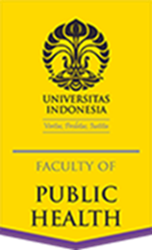 UNIVERSITAS
INDONESIA
Veritas, Probitas, Iustitia
FACULTY OF
PUBLIC
HEALTH